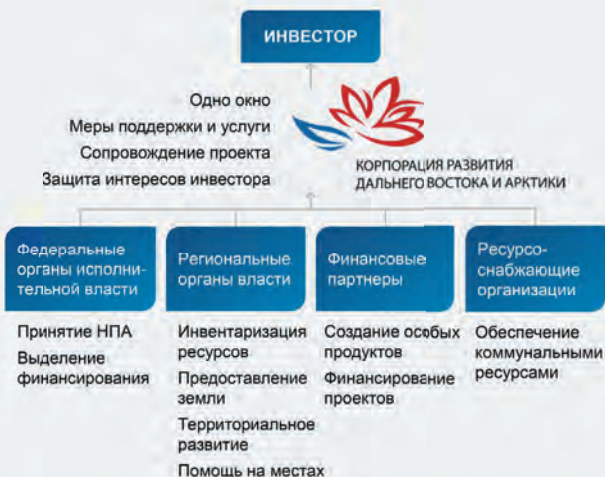 ИНВЕСТОР
Одно окно
Меры поддержки и услуги
Сопровождение проекта
Защита интересов инвестора
КОРПОРАЦИЯ РАЗВИТИЯ
ДАЛЬНЕГО ВОСТОКА И АРКТИКИ
Федеральные
органы исполни-
тельной власти
Принятие НПА
Выделение
финансирования
Региональные
органы власти
Инвентаризация
ресурсов
Предоставление
земли
Территориальное
развитие
Помощь на местах
Финансовые
партнеры
Создание особых
продуктов
Финансирование
проектов
Ресурсо-
снабжающие
организации
Обеспечение
коммунальными
ресурсами